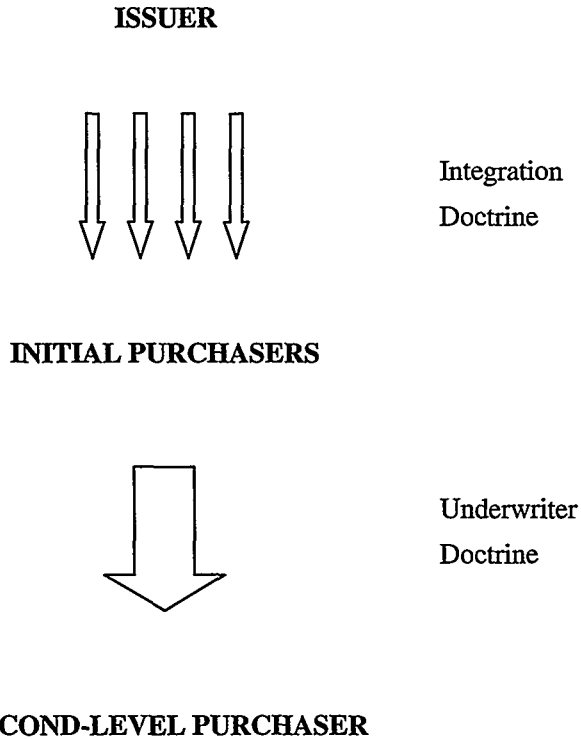 ISSUER
Integration
Doctrine
INITIAL PURCHASERS
Underwriter
Doctrine
COND-LEVEL PURCHASER